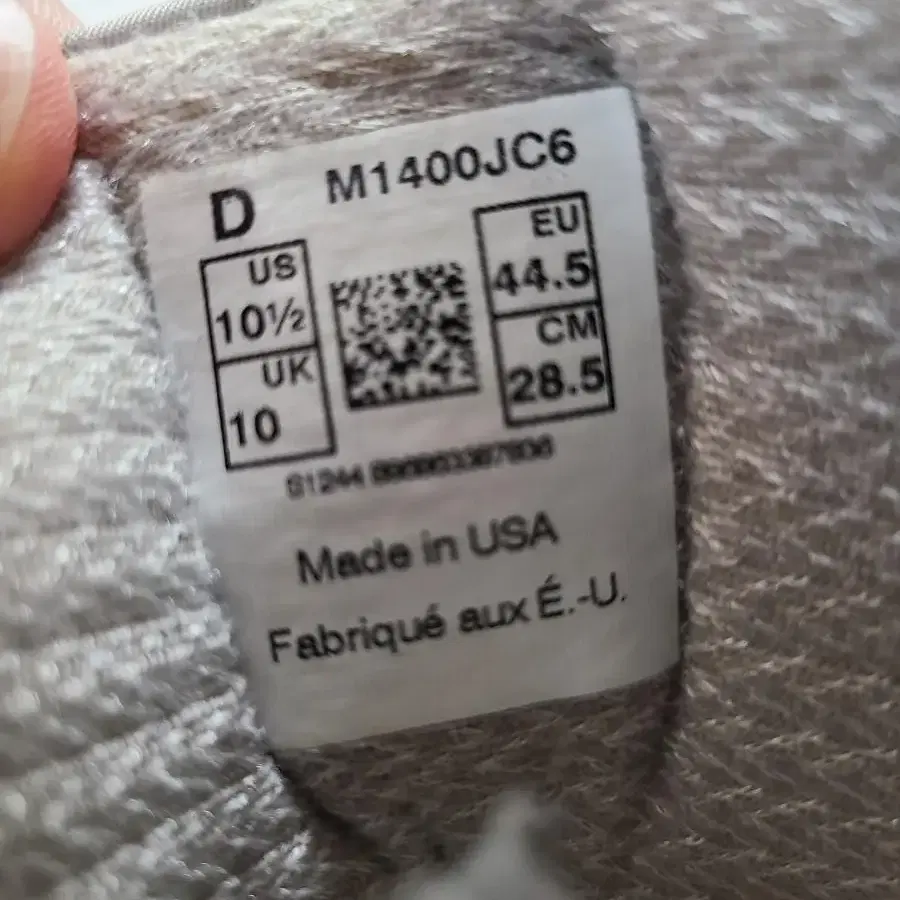 D M1400JC6
US
10½
UK
10
EU
44.5
CM
28.5
Made in USA
Fabriqué aux É.-U.